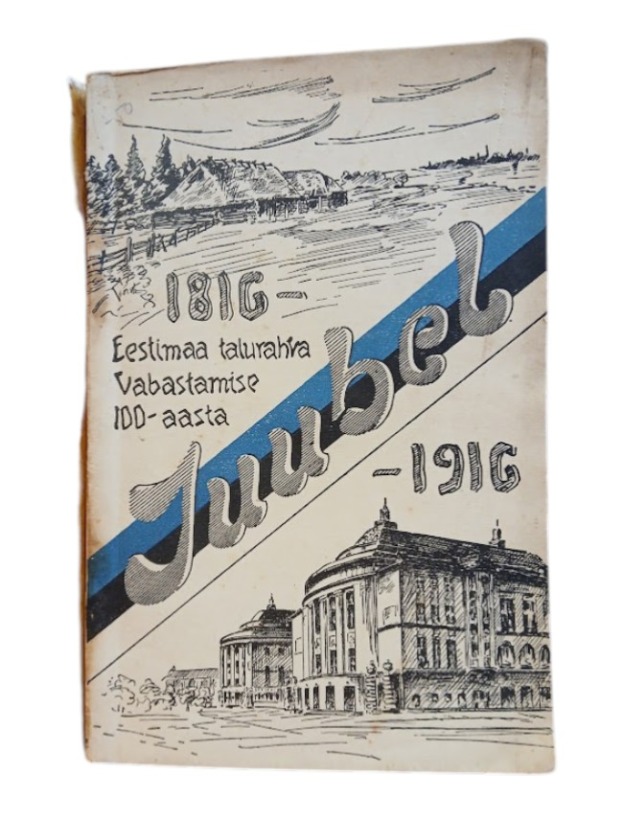 1816-
Eestimaa talurahva
Vabastamise
100-aasta
Juubel
-1916